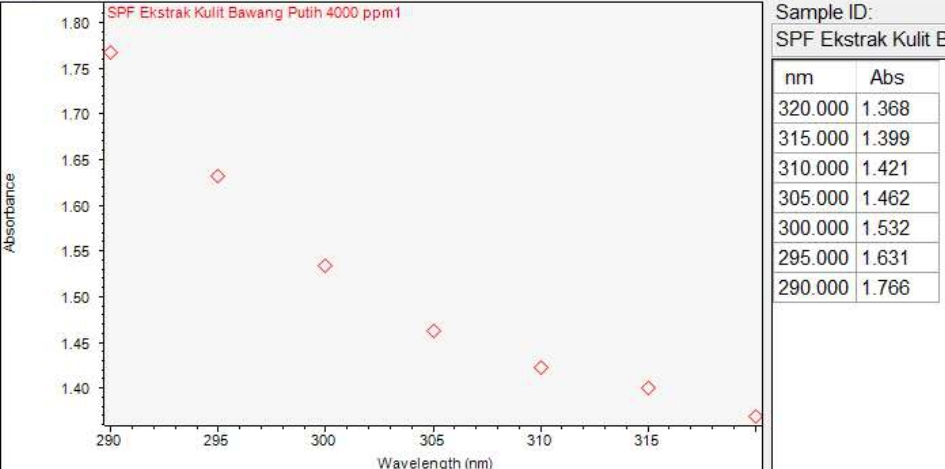 SPF Ekstrak Kulit Bawang Putih 4000 ppm1
Absorbance
1.80
1.75
1.70
1.65
1.60
1.55
1.50
1.45
1.40
290 295 300 305 310 315
Wavelength (nm)
Sample ID:
SPF Ekstrak Kulit B
nm Abs
320.000 1.368
315.000 1.399
310.000 1.421
305.000 1.462
300.000 1.532
295.000 1.631
290.000 1.766